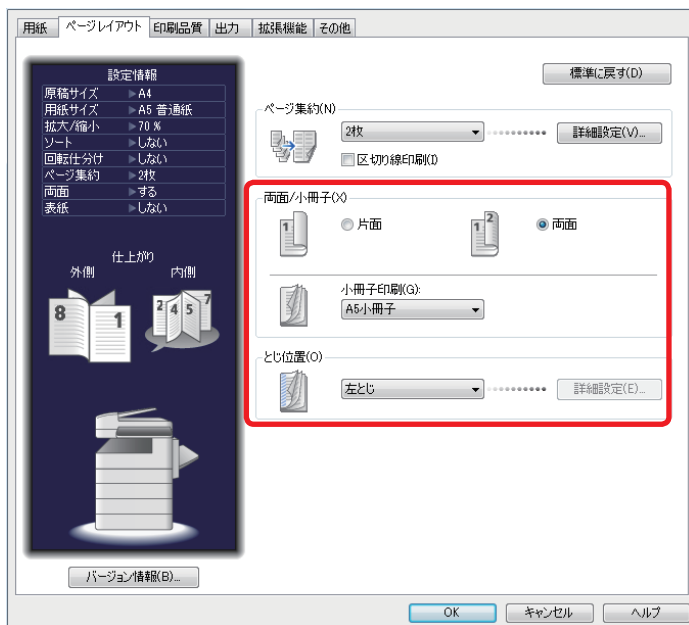 用紙 ページレイアウト 印刷品質 出力 拡張機能 その他
設定情報
原稿サイズ ▶A4
用紙サイズ ▶A5 普通紙
拡大/縮小 ▶70 %
ソート ▶しない
回転仕分け ▶しない
ページ集約 ▶2枚
両面 ▶する
表紙 ▶しない
仕上がり
外側 内側
8 1 2 4 5 7
バージョン情報(B)...
標準に戻す(D)
ページ集約(N)
2枚 詳細設定(V)...
区切り線印刷(I)
両面/小冊子(X)
1 片面 1 2 両面
小冊子印刷(G):
A5小冊子
とじ位置(O)
左とじ 詳細設定(E)...
OK キャンセル ヘルプ